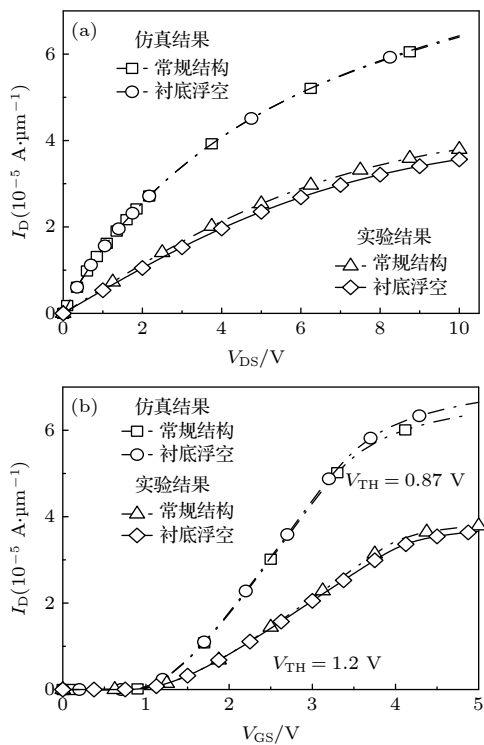 (a)
仿真结果
常规结构
衬底浮空
实验结果
常规结构
衬底浮空
I_D(10⁻⁵ A·μm⁻¹)
6
4
2
0
0 2 4 6 8 10
V_DS/V
(b)
仿真结果
常规结构
衬底浮空
实验结果
常规结构
衬底浮空
V_TH = 0.87 V
V_TH = 1.2 V
I_D(10⁻⁵ A·μm⁻¹)
6
4
2
0
0 1 2 3 4 5
V_GS/V